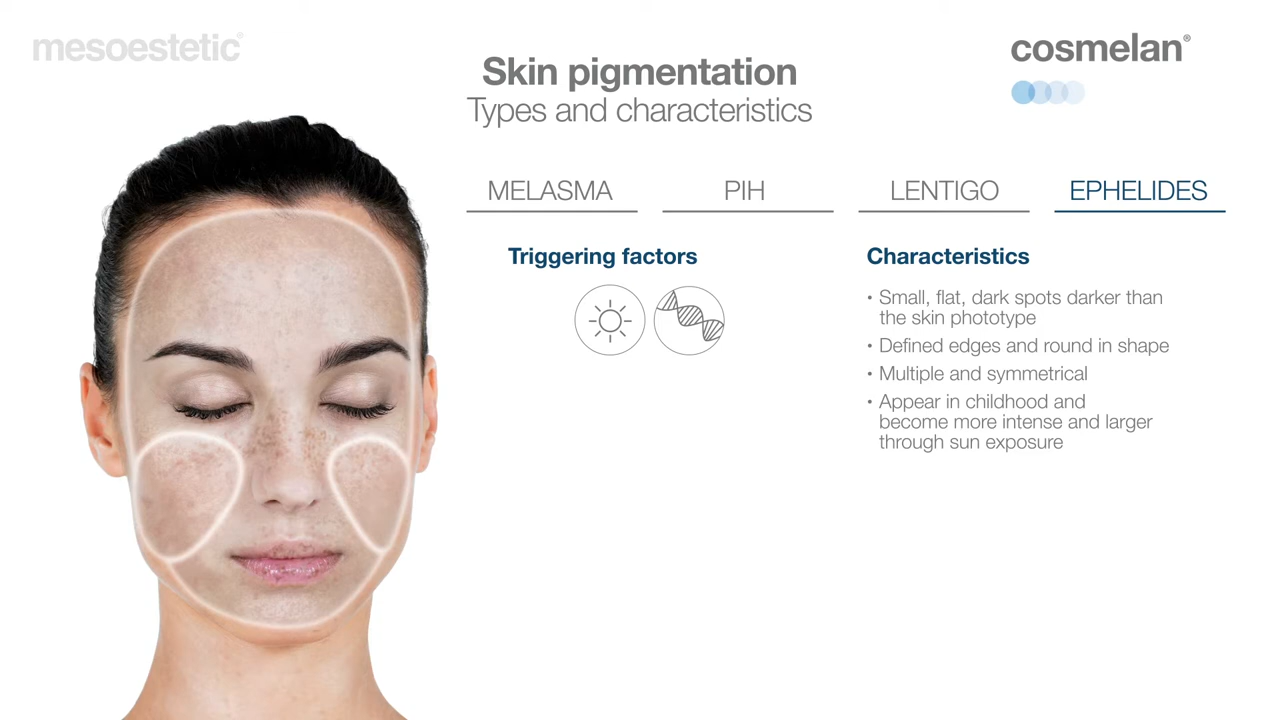 mesoestetic®
cosmelan®
Skin pigmentation
Types and characteristics
MELASMA
PIH
LENTIGO
EPHELIDES
Triggering factors
Characteristics
• Small, flat, dark spots darker than
the skin phototype
• Defined edges and round in shape
• Multiple and symmetrical
• Appear in childhood and
become more intense and larger
through sun exposure